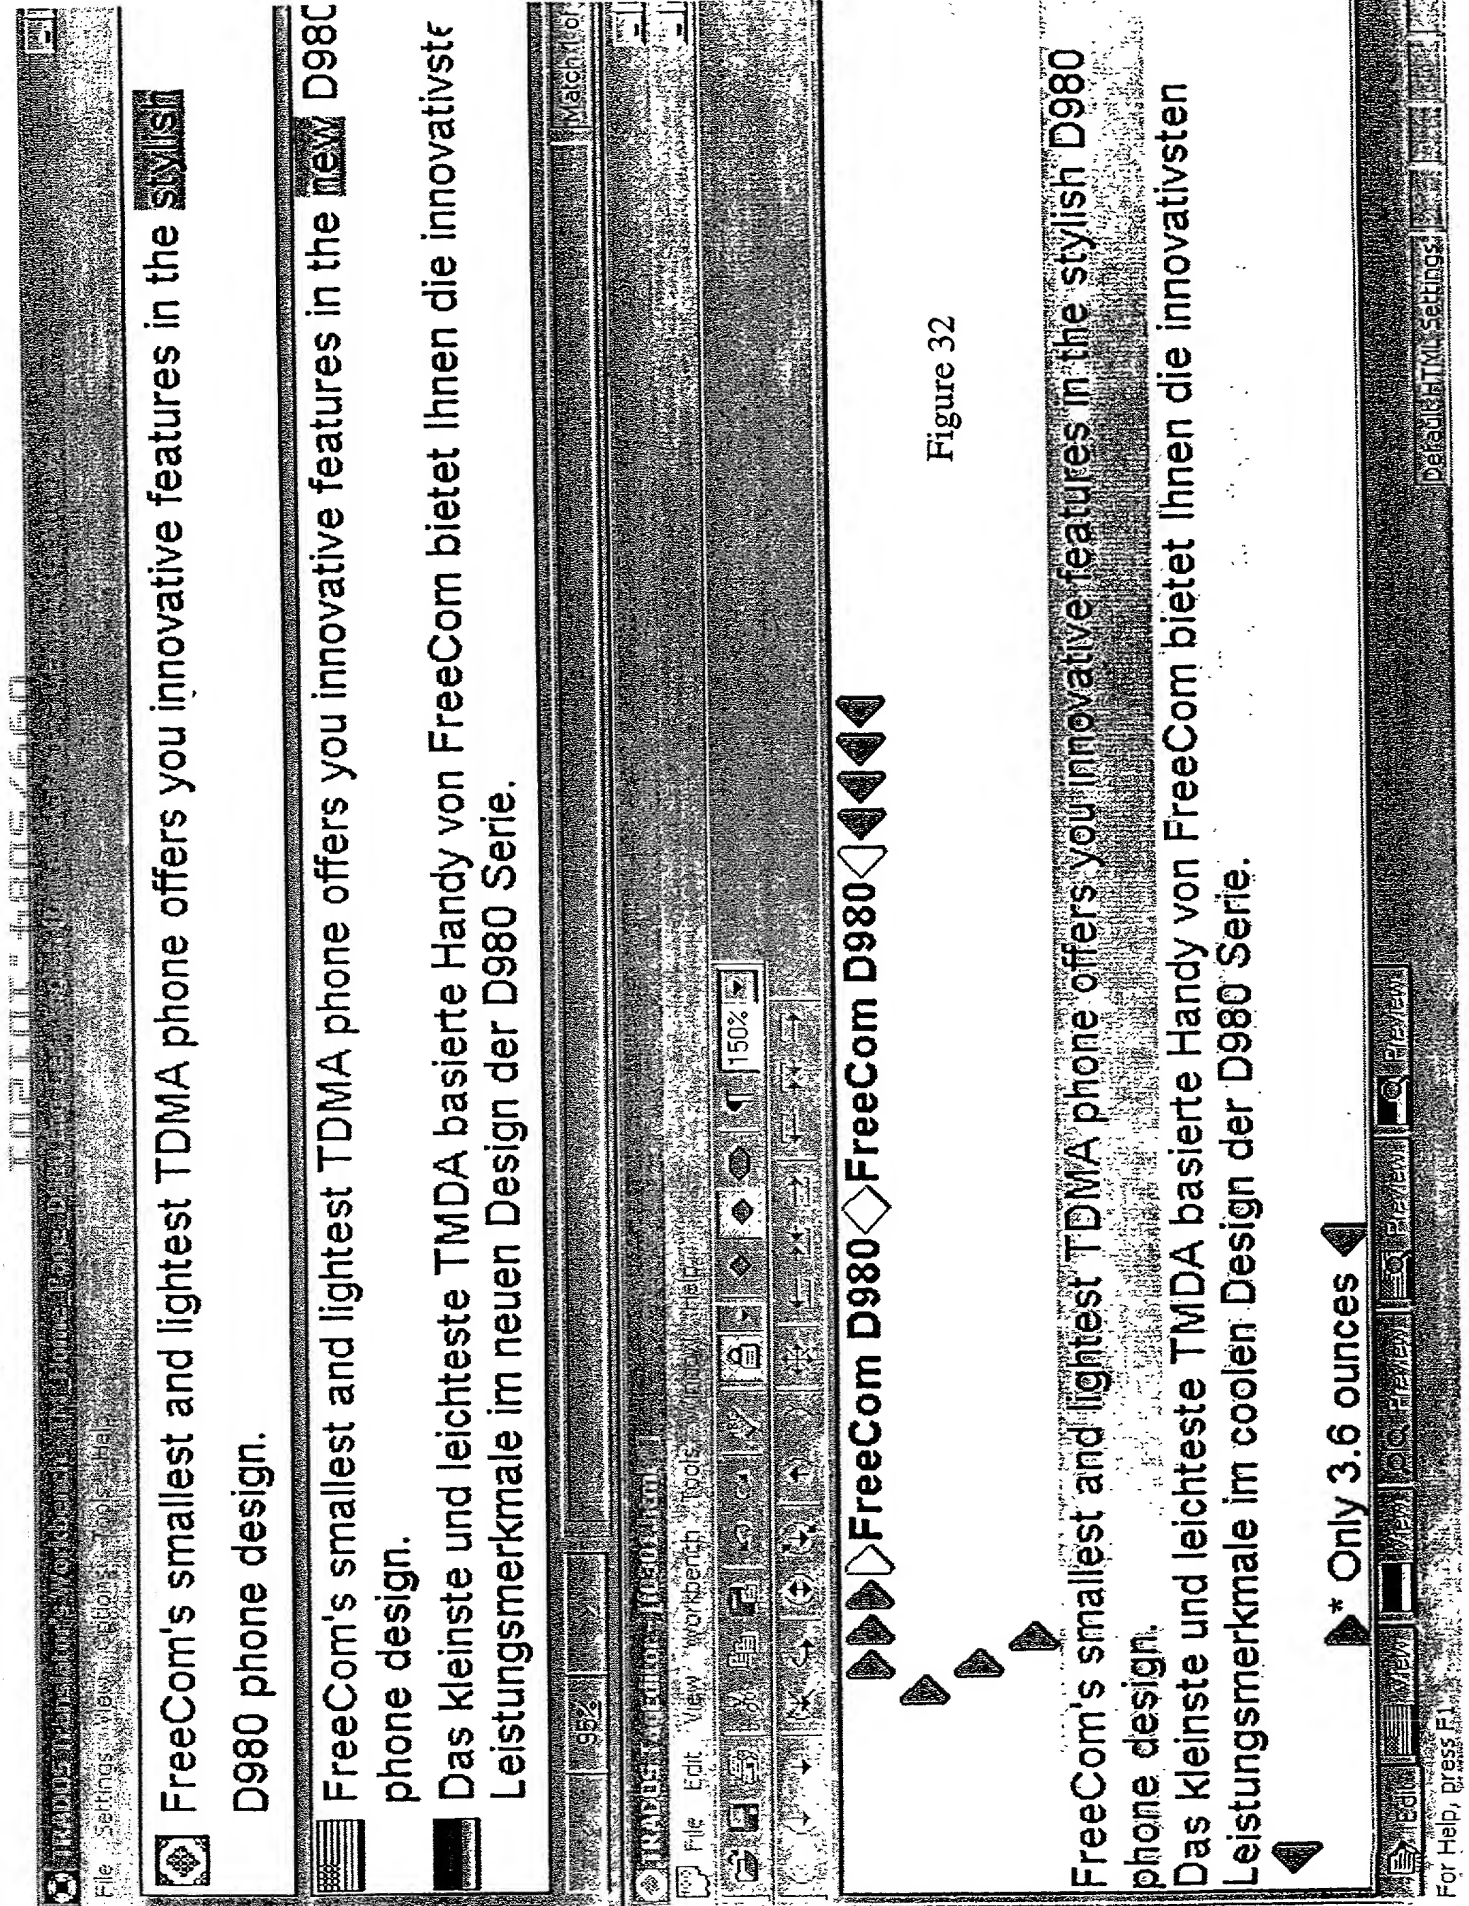 File Settings View Options Tools Help
FreeCom's smallest and lightest TDMA phone offers you innovative features in the stylish
D980 phone design.
FreeCom's smallest and lightest TDMA phone offers you innovative features in the new D980
phone design.
Das kleinste und leichteste TMDA basierte Handy von FreeCom bietet Ihnen die innovativste
Leistungsmerkmale im neuen Design der D980 Serie.
95%
Match 1 of
File Edit View Workbench Tools Window Help
150%
FreeCom D980 FreeCom D980
Figure 32
FreeCom's smallest and lightest TDMA phone offers you innovative features in the stylish D980
phone design.
Das kleinste und leichteste TMDA basierte Handy von FreeCom bietet Ihnen die innovativsten
Leistungsmerkmale im coolen Design der D980 Serie.
* Only 3.6 ounces
Edit View View Preview Preview Preview
For Help, press F1
Default HTML Settings